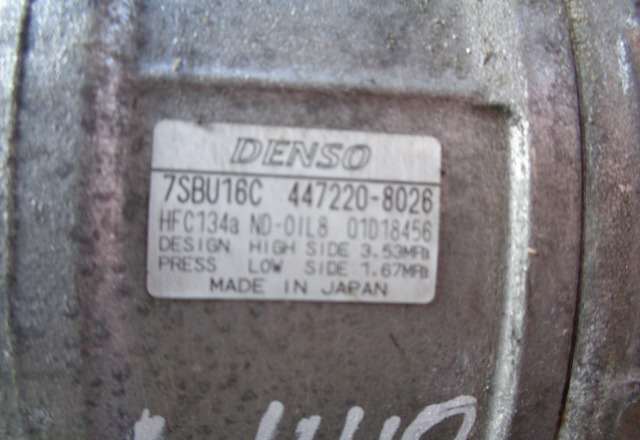 DENSO
7SBU16C 447220-8026
HFC134a ND-OIL8 01D18456
DESIGN HIGH SIDE 3.53MPa
PRESS LOW SIDE 1.67MPa
MADE IN JAPAN